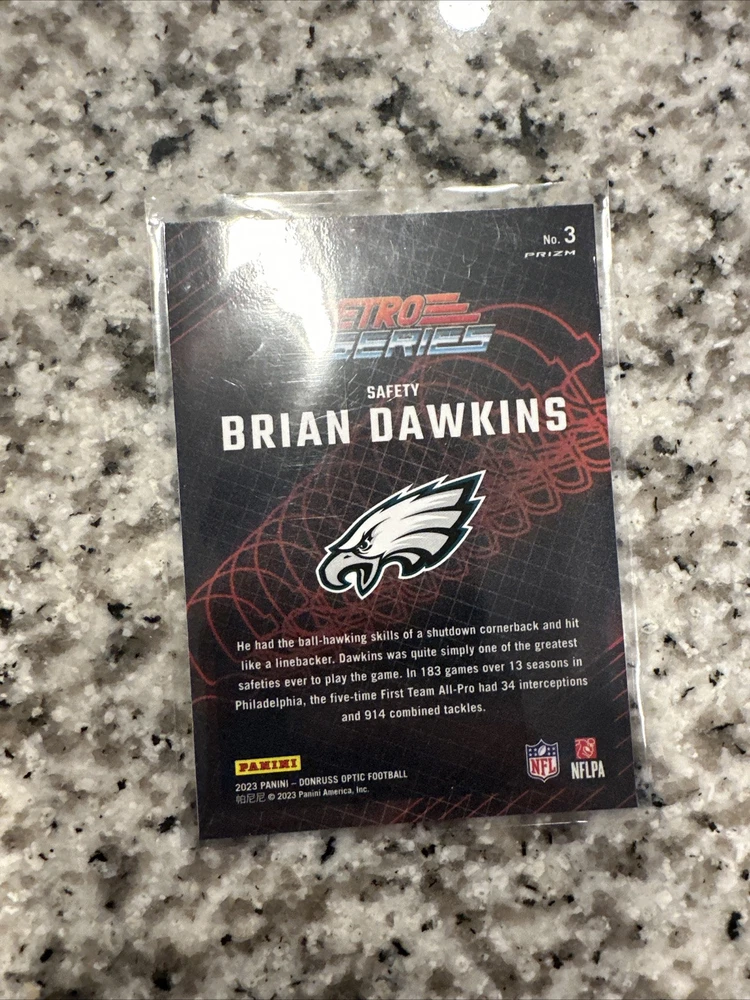 No. 3
PRIZM
ETRO
SERIES
SAFETY
BRIAN DAWKINS
He had the ball-hawking skills of a shutdown cornerback and hit
like a linebacker. Dawkins was quite simply one of the greatest
safeties ever to play the game. In 183 games over 13 seasons in
Philadelphia, the five-time First Team All-Pro had 34 interceptions
and 914 combined tackles.
PANINI
2023 PANINI – DONRUSS OPTIC FOOTBALL
帕尼尼 © 2023 Panini America, Inc.
NFL
NFLPA